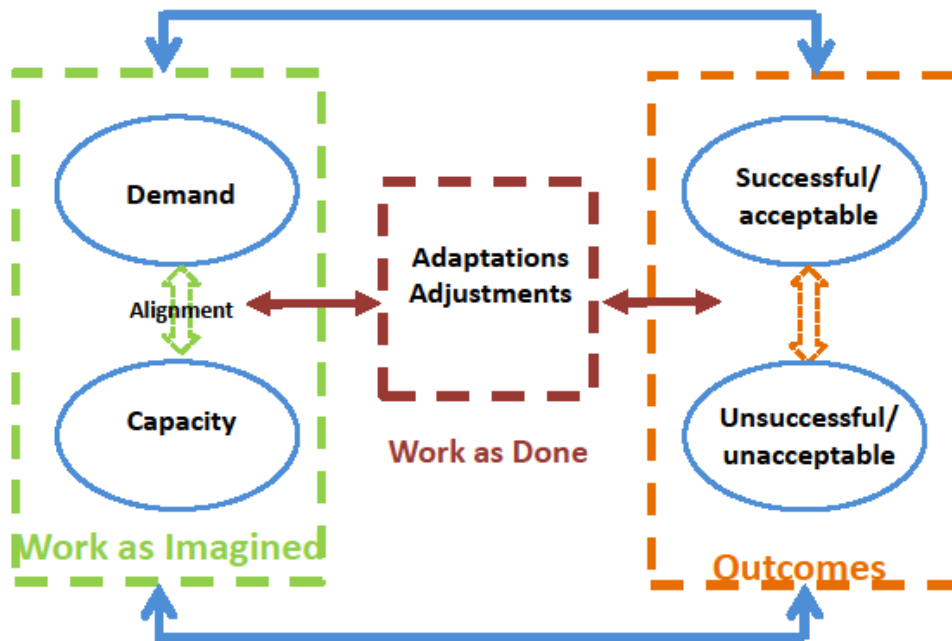 Demand
Alignment
Capacity
Work as Imagined
Adaptations
Adjustments
Work as Done
Successful/
acceptable
Unsuccessful/
unacceptable
Outcomes